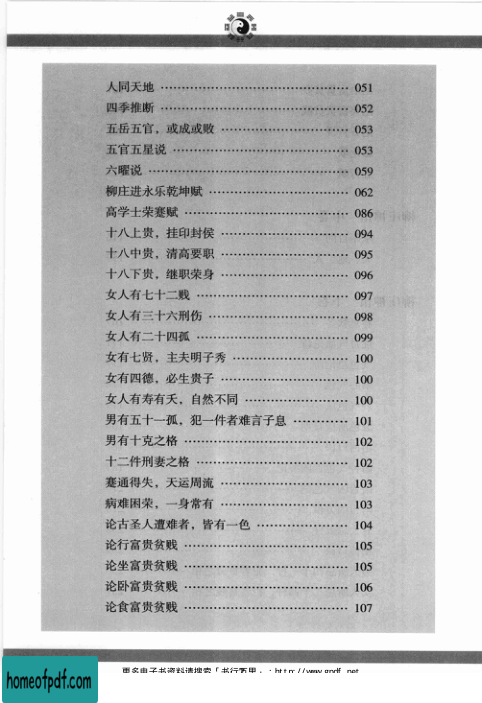 人同天地 ················ 051
四季推断 ················ 052
五岳五官，或成或败 ················ 053
五官五星说 ················ 053
六曜说 ················ 059
柳庄进永乐乾坤赋 ················ 062
高学士荣蹇赋 ················ 086
十八上贵，挂印封侯 ················ 094
十八中贵，清高要职 ················ 095
十八下贵，继职荣身 ················ 096
女人有七十二贱 ················ 097
女人有三十六刑伤 ················ 098
女人有二十四孤 ················ 099
女有七贤，主夫明子秀 ················ 100
女有四德，必生贵子 ················ 100
女人有寿有夭，自然不同 ················ 100
男有五十一孤，犯一件者难言子息 ············ 101
男有十克之格 ················ 102
十二件刑妻之格 ················ 102
蹇通得失，天运周流 ················ 103
病难困荣，一身常有 ················ 103
论古圣人遭难者，皆有一色 ················ 104
论行富贵贫贱 ················ 105
论坐富贵贫贱 ················ 105
论卧富贵贫贱 ················ 106
论食富贵贫贱 ················ 107
更多电子书资料请搜索「书行万里」：http://www.gpdf.net
homeofpdf.com